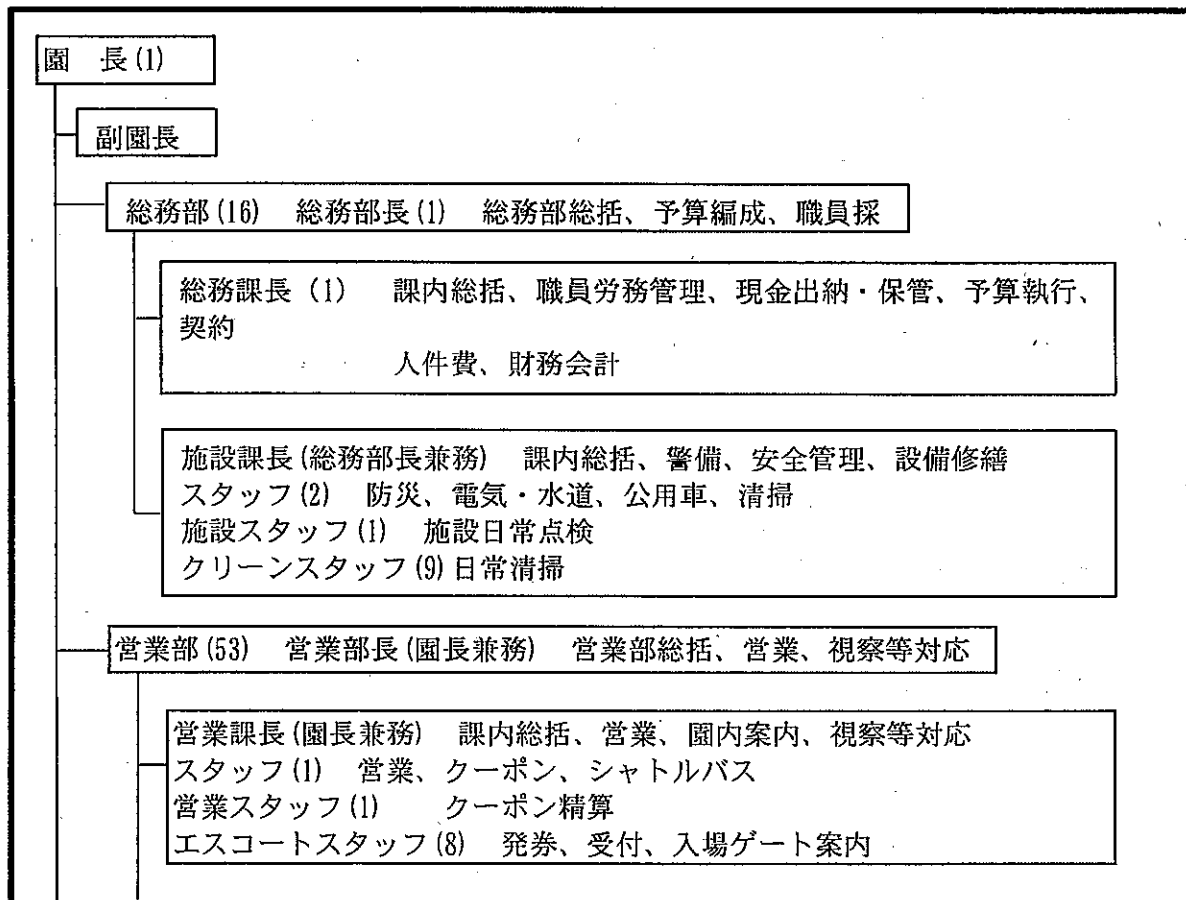 園　長(1)
副園長
総務部(16)　総務部長(1)　総務部総括、予算編成、職員採
総務課長（1）　課内総括、職員労務管理、現金出納・保管、予算執行、
契約
人件費、財務会計
施設課長(総務部長兼務)　課内総括、警備、安全管理、設備修繕
スタッフ(2)　防災、電気・水道、公用車、清掃
施設スタッフ(1)　施設日常点検
クリーンスタッフ(9)日常清掃
営業部(53)　営業部長(園長兼務)　営業部総括、営業、視察等対応
営業課長(園長兼務)　課内総括、営業、園内案内、視察等対応
スタッフ(1)　営業、クーポン、シャトルバス
営業スタッフ(1)　クーポン精算
エスコートスタッフ(8)　発券、受付、入場ゲート案内